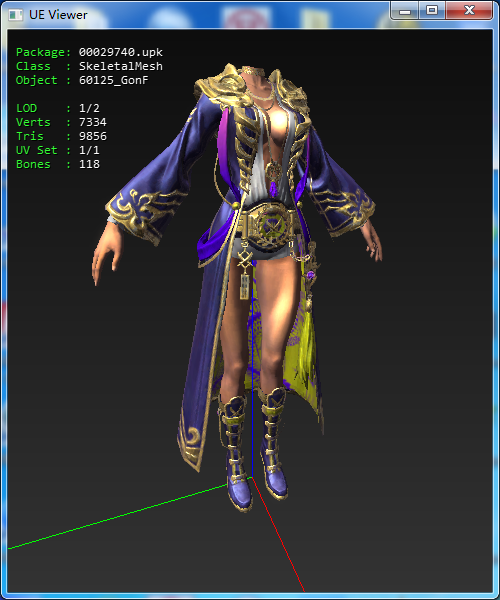 UE Viewer
Package: 00029740.upk
Class : SkeletalMesh
Object : 60125_GonF
LOD : 1/2
Verts : 7334
Tris : 9856
UV Set : 1/1
Bones : 118